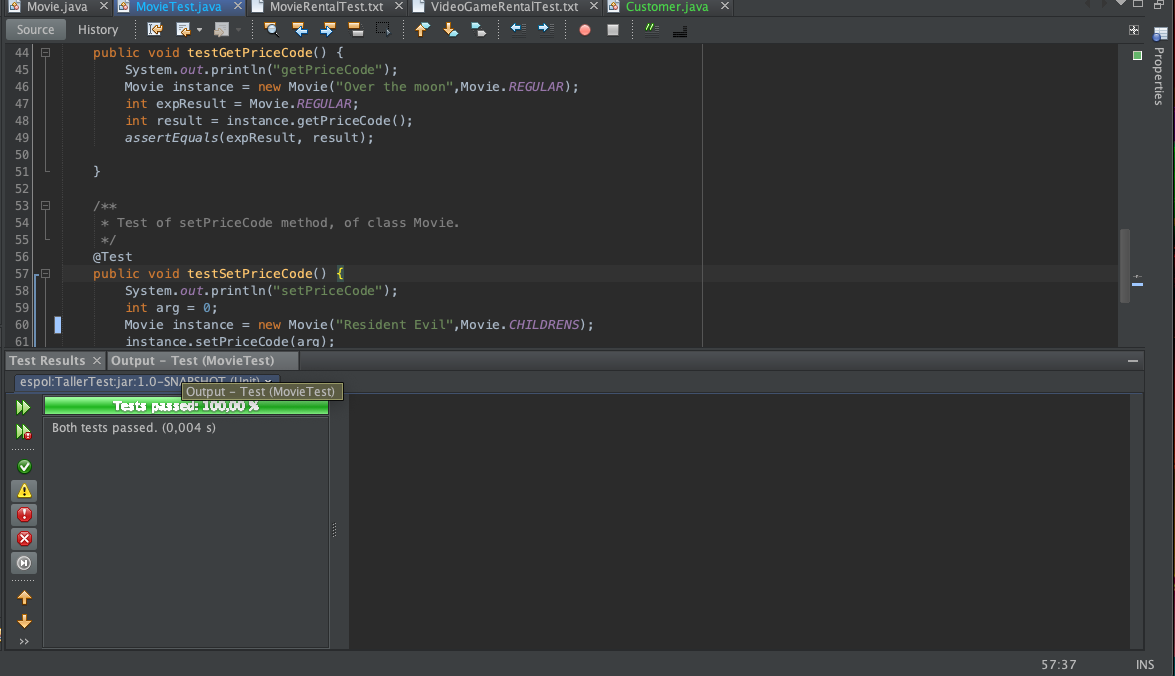 Movie.java MovieTest.java MovieRentalTest.txt VideoGameRentalTest.txt Customer.java
Source History
44 public void testGetPriceCode() {
45 System.out.println("getPriceCode");
46 Movie instance = new Movie("Over the moon",Movie.REGULAR);
47 int expResult = Movie.REGULAR;
48 int result = instance.getPriceCode();
49 assertEquals(expResult, result);
50
51 }
52
53 /**
54 * Test of setPriceCode method, of class Movie.
55 */
56 @Test
57 public void testSetPriceCode() {
58 System.out.println("setPriceCode");
59 int arg = 0;
60 Movie instance = new Movie("Resident Evil",Movie.CHILDRENS);
61 instance.setPriceCode(arg);
Properties
Test Results Output - Test (MovieTest)
espol:TallerTest:jar:1.0-SNAPSHOT (Unit)
Output - Test (MovieTest)
Tests passed: 100,00 %
Both tests passed. (0,004 s)
57:37 INS